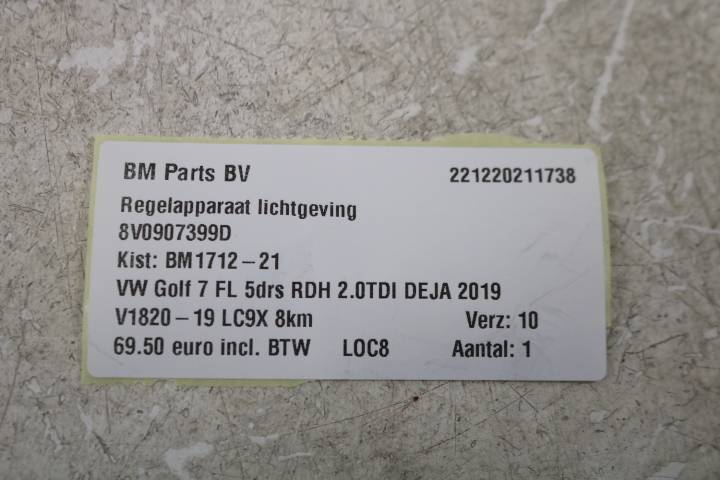 BM Parts BV 221220211738
Regelapparaat lichtgeving
8V0907399D
Kist: BM1712-21
VW Golf 7 FL 5drs RDH 2.0TDI DEJA 2019
V1820-19 LC9X 8km Verz: 10
69.50 euro incl. BTW LOC8 Aantal: 1